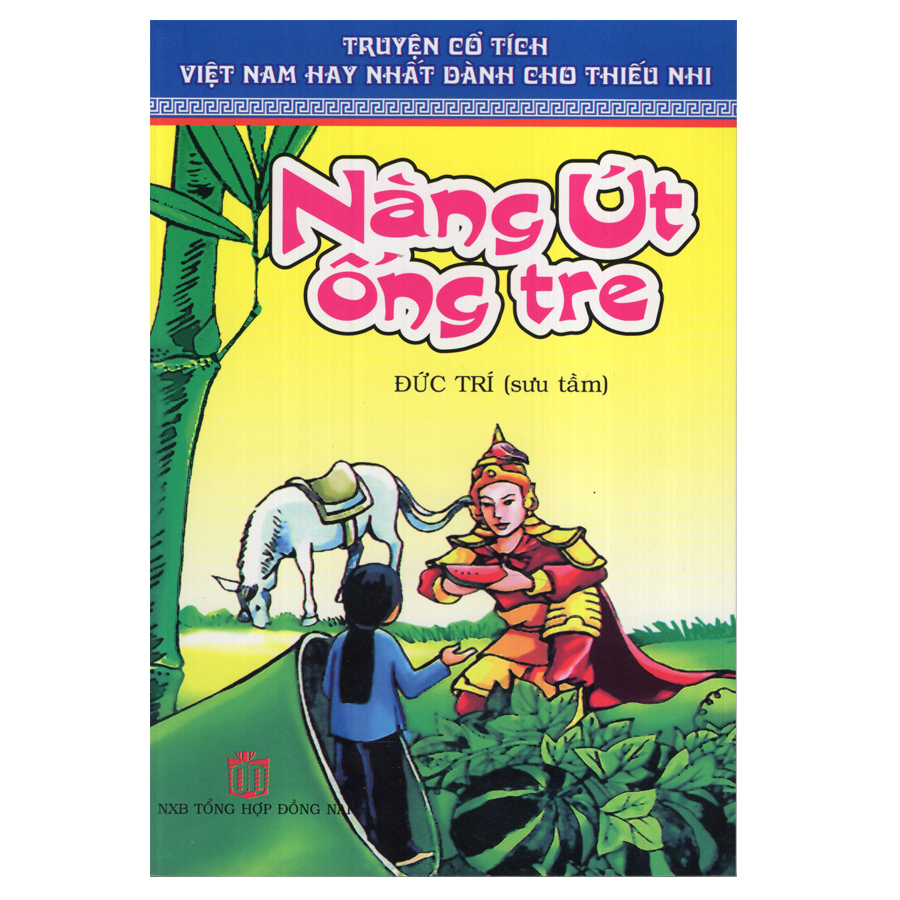 TRUYỆN CỔ TÍCH
VIỆT NAM HAY NHẤT DÀNH CHO THIẾU NHI
Nàng Út
ống tre
ĐỨC TRÍ (sưu tầm)
NXB TỔNG HỢP ĐỒNG NAI